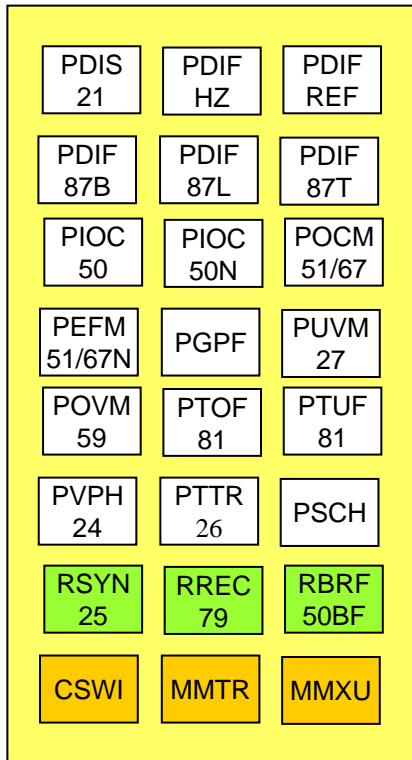 PDIS
21
PDIF
HZ
PDIF
REF
PDIF
87B
PDIF
87L
PDIF
87T
PIOC
50
PIOC
50N
POCM
51/67
PEFM
51/67N
PGPF
PUVM
27
POVM
59
PTOF
81
PTUF
81
PVPH
24
PTTR
26
PSCH
RSYN
25
RREC
79
RBRF
50BF
CSWI
MMTR
MMXU